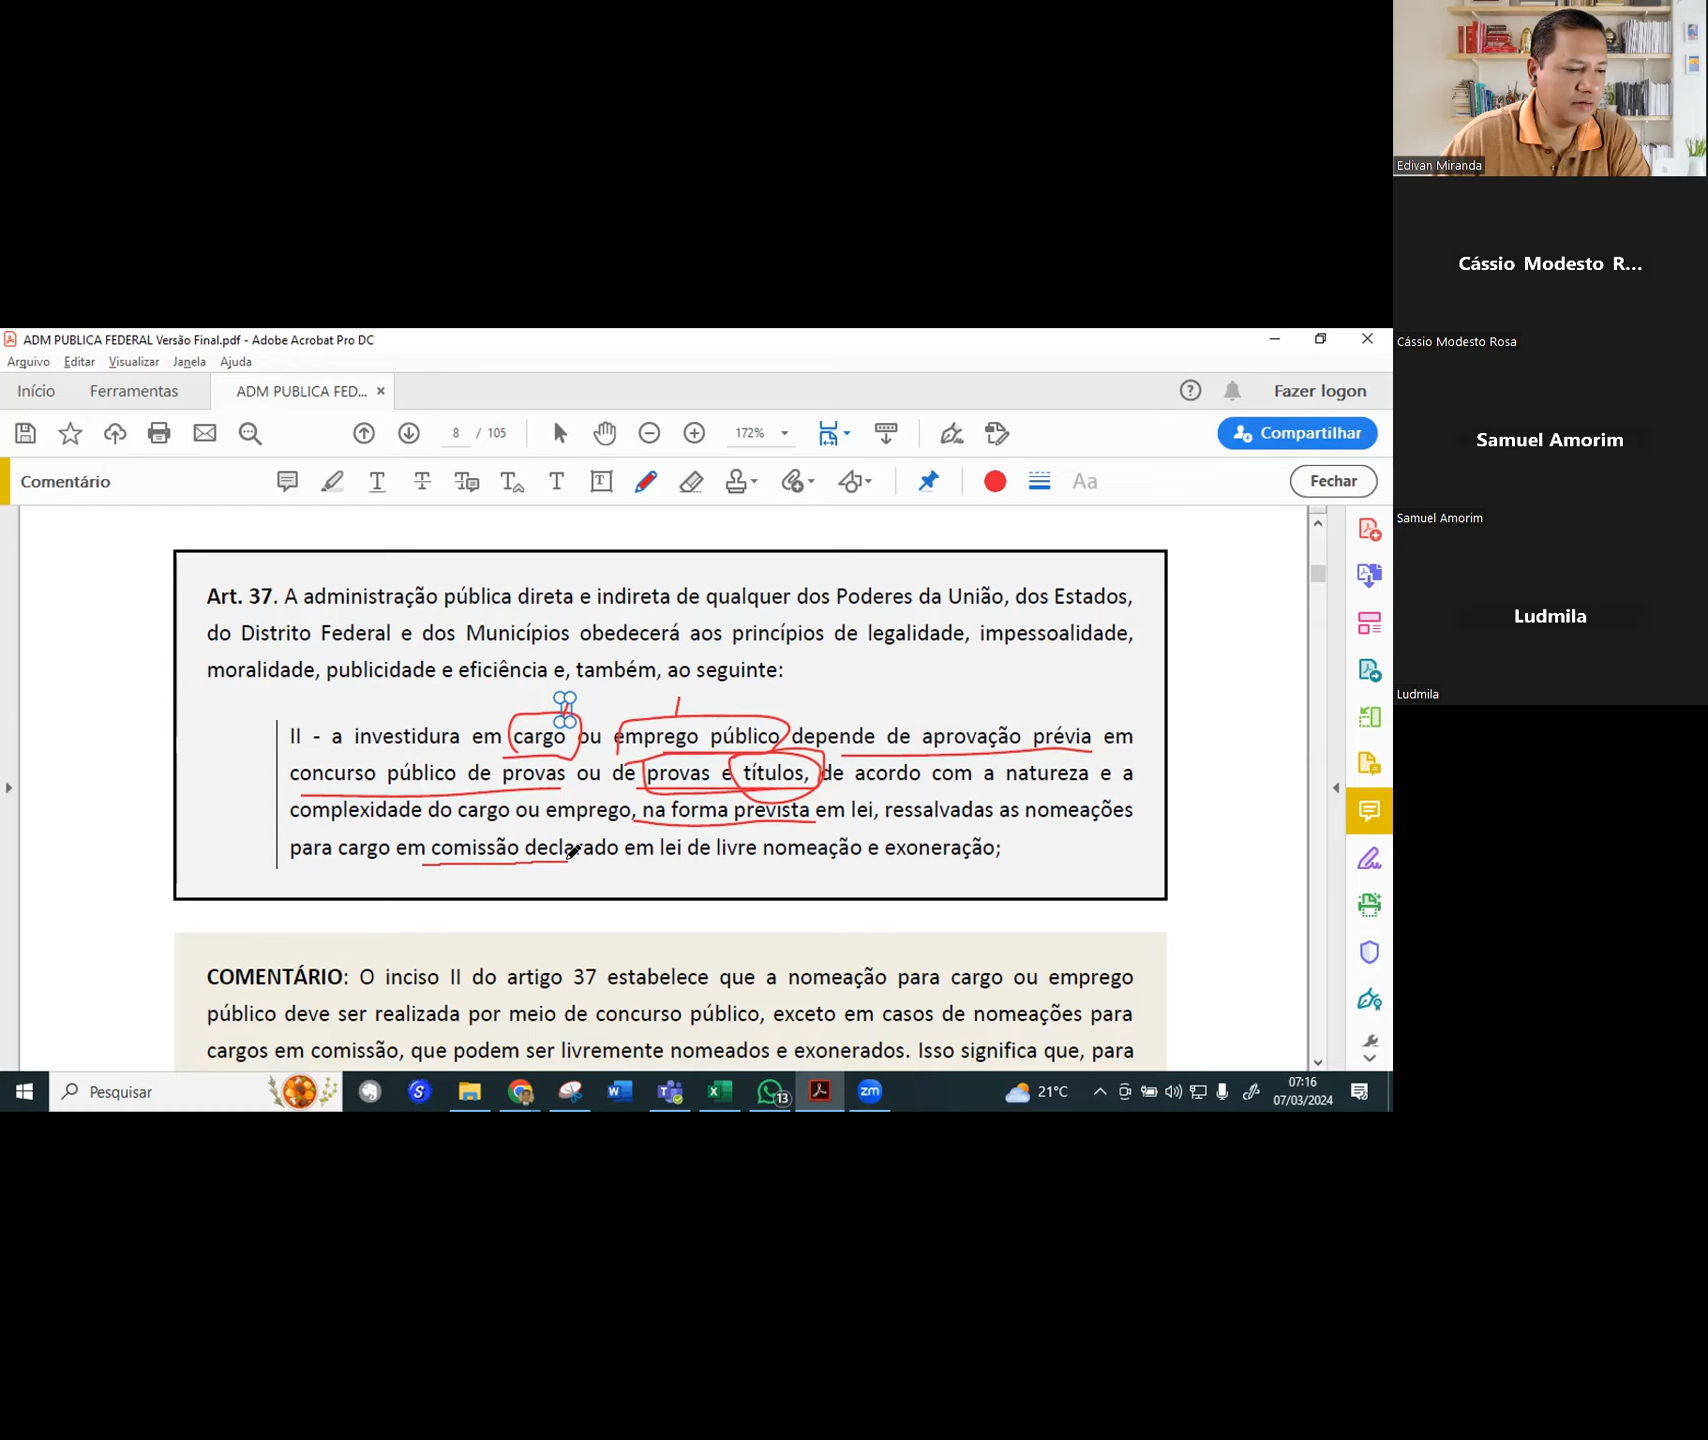 Edivan Miranda
Cássio Modesto R...
Cássio Modesto Rosa
Samuel Amorim
Samuel Amorim
Ludmila
Ludmila
ADM PUBLICA FEDERAL Versão Final.pdf - Adobe Acrobat Pro DC
Arquivo Editar Visualizar Janela Ajuda
Início Ferramentas ADM PUBLICA FED... × Fazer logon
8 / 105 172% Compartilhar
Comentário Aa Fechar
Art. 37. A administração pública direta e indireta de qualquer dos Poderes da União, dos Estados,
do Distrito Federal e dos Municípios obedecerá aos princípios de legalidade, impessoalidade,
moralidade, publicidade e eficiência e, também, ao seguinte:
II - a investidura em cargo ou emprego público depende de aprovação prévia em
concurso público de provas ou de provas e títulos, de acordo com a natureza e a
complexidade do cargo ou emprego, na forma prevista em lei, ressalvadas as nomeações
para cargo em comissão declarado em lei de livre nomeação e exoneração;
COMENTÁRIO: O inciso II do artigo 37 estabelece que a nomeação para cargo ou emprego
público deve ser realizada por meio de concurso público, exceto em casos de nomeações para
cargos em comissão, que podem ser livremente nomeados e exonerados. Isso significa que, para
Pesquisar 13 zm 21°C 07:16
07/03/2024